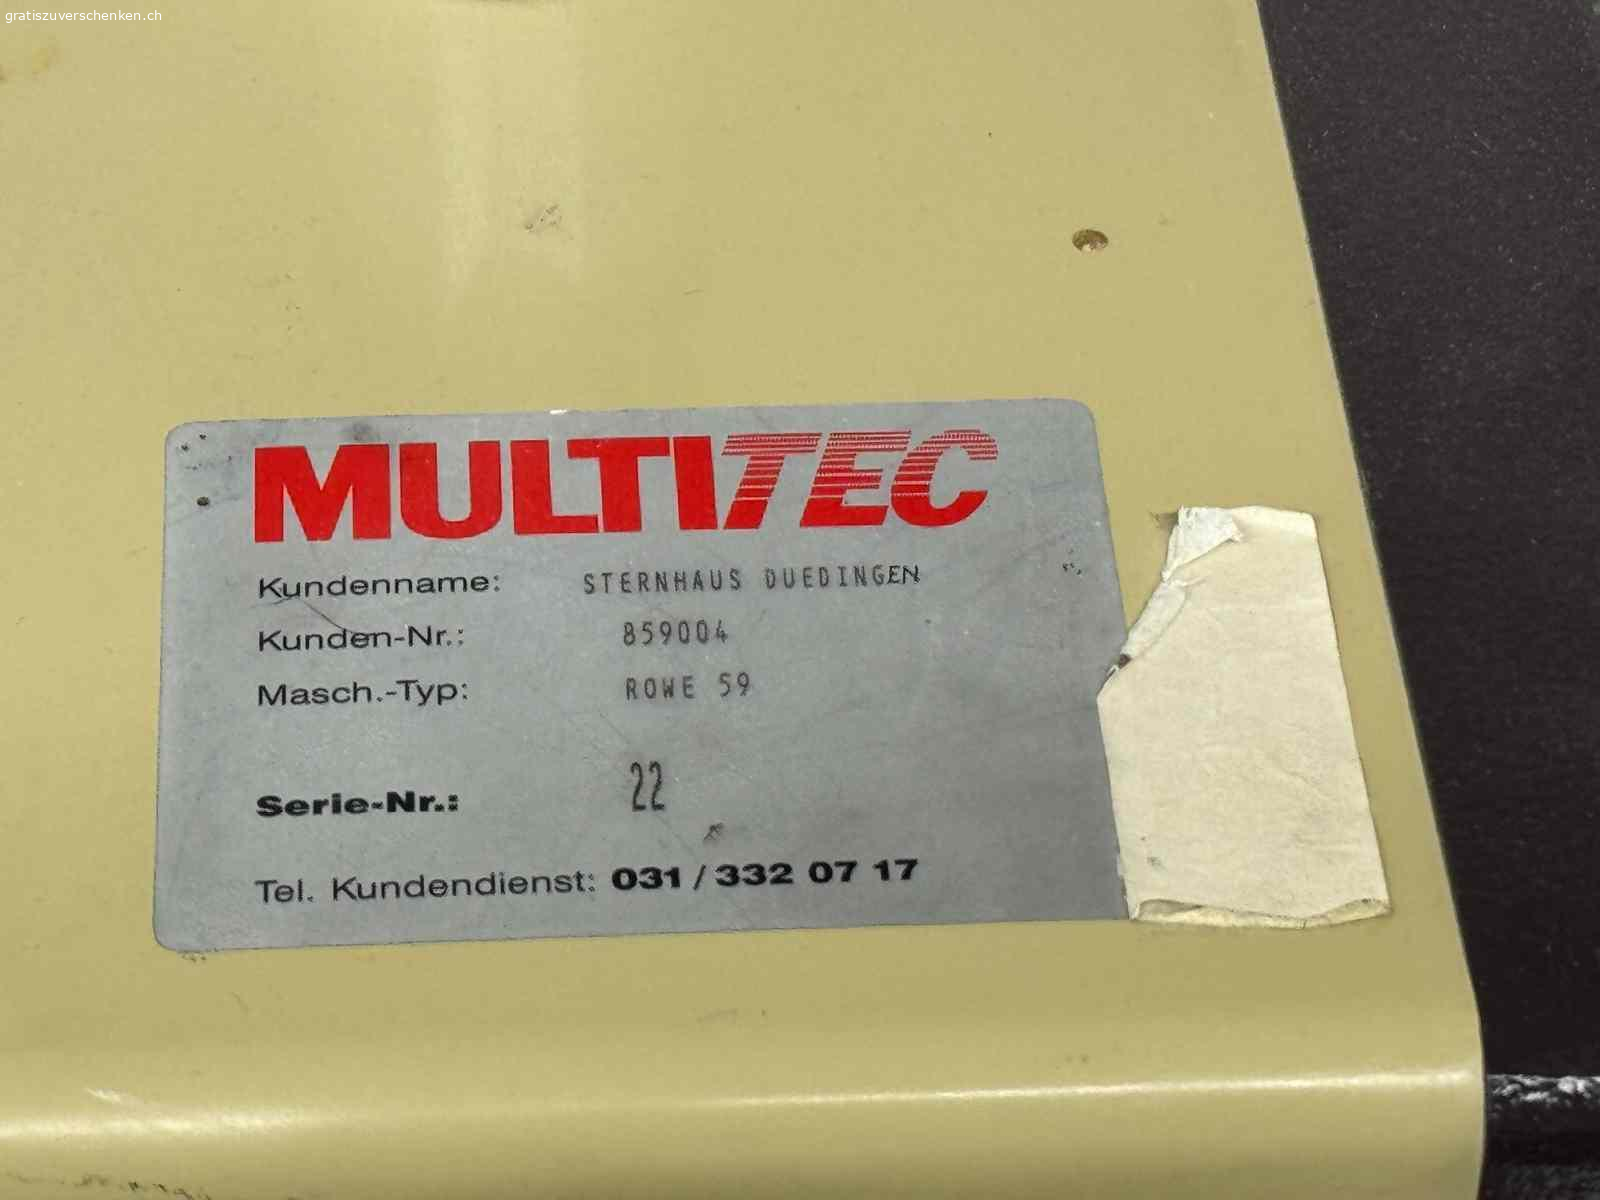 gratiszuverschenken.ch
MULTITEC
Kundenname: STERNHAUS DUEDINGEN
Kunden-Nr.: 859004
Masch.-Typ: ROWE 59
Serie-Nr.: 22
Tel. Kundendienst: 031 / 332 07 17